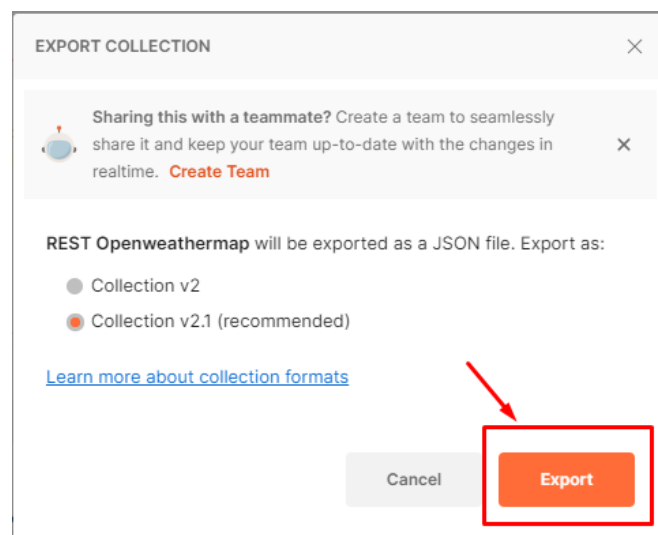 EXPORT COLLECTION
Sharing this with a teammate? Create a team to seamlessly
share it and keep your team up-to-date with the changes in
realtime. Create Team
REST Openweathermap will be exported as a JSON file. Export as:
Collection v2
Collection v2.1 (recommended)
Learn more about collection formats
Cancel Export